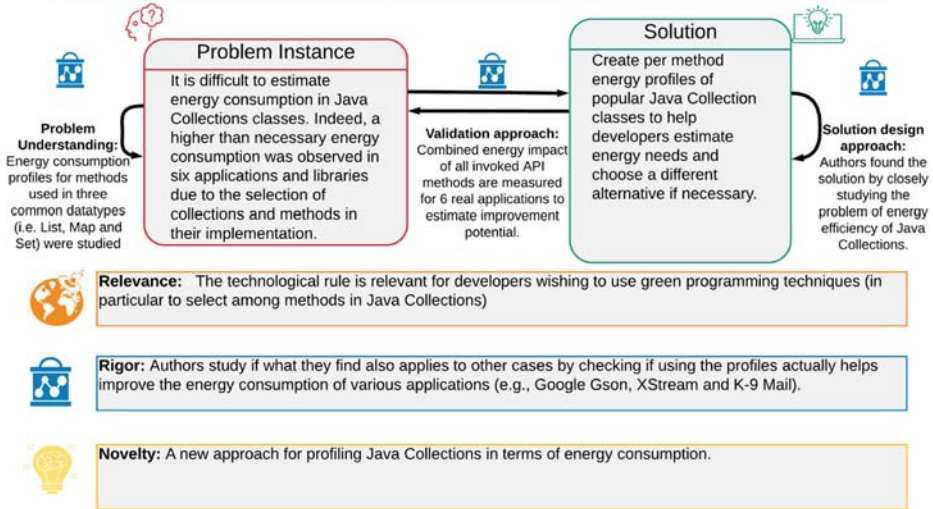 Problem Instance
It is difficult to estimate
energy consumption in Java
Collections classes. Indeed, a
higher than necessary energy
consumption was observed in
six applications and libraries
due to the selection of
collections and methods in
their implementation.
Solution
Create per method
energy profiles of
popular Java Collection
classes to help
developers estimate
energy needs and
choose a different
alternative if necessary.
Problem
Understanding:
Energy consumption
profiles for methods
used in three
common datatypes
(i.e. List, Map and
Set) were studied
Validation approach:
Combined energy impact
of all invoked API
methods are measured
for 6 real applications to
estimate improvement
potential.
Solution design
approach:
Authors found the
solution by closely
studying the
problem of energy
efficiency of Java
Collections.
Relevance: The technological rule is relevant for developers wishing to use green programming techniques (in
particular to select among methods in Java Collections)
Rigor: Authors study if what they find also applies to other cases by checking if using the profiles actually helps
improve the energy consumption of various applications (e.g., Google Gson, XStream and K-9 Mail).
Novelty: A new approach for profiling Java Collections in terms of energy consumption.